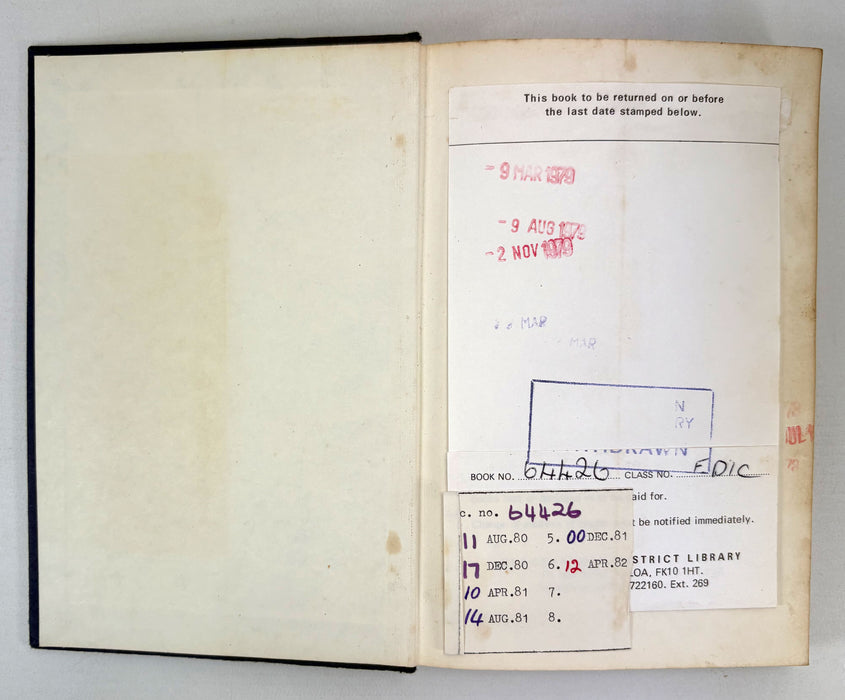 This book to be returned on or before
the last date stamped below.
- 9 MAR 1979
- 9 AUG 1979
- 2 NOV 1979
MAR
MAR
N
RY
BOOK NO. 64426 CLASS NO. EDIC
aid for.
c. no. 64426
t be notified immediately.
11 AUG.80 5. 00 DEC.81
17 DEC.80 6. 12 APR.82
10 APR.81 7.
14 AUG.81 8.
STRICT LIBRARY
LOA, FK10 1HT.
722160. Ext. 269